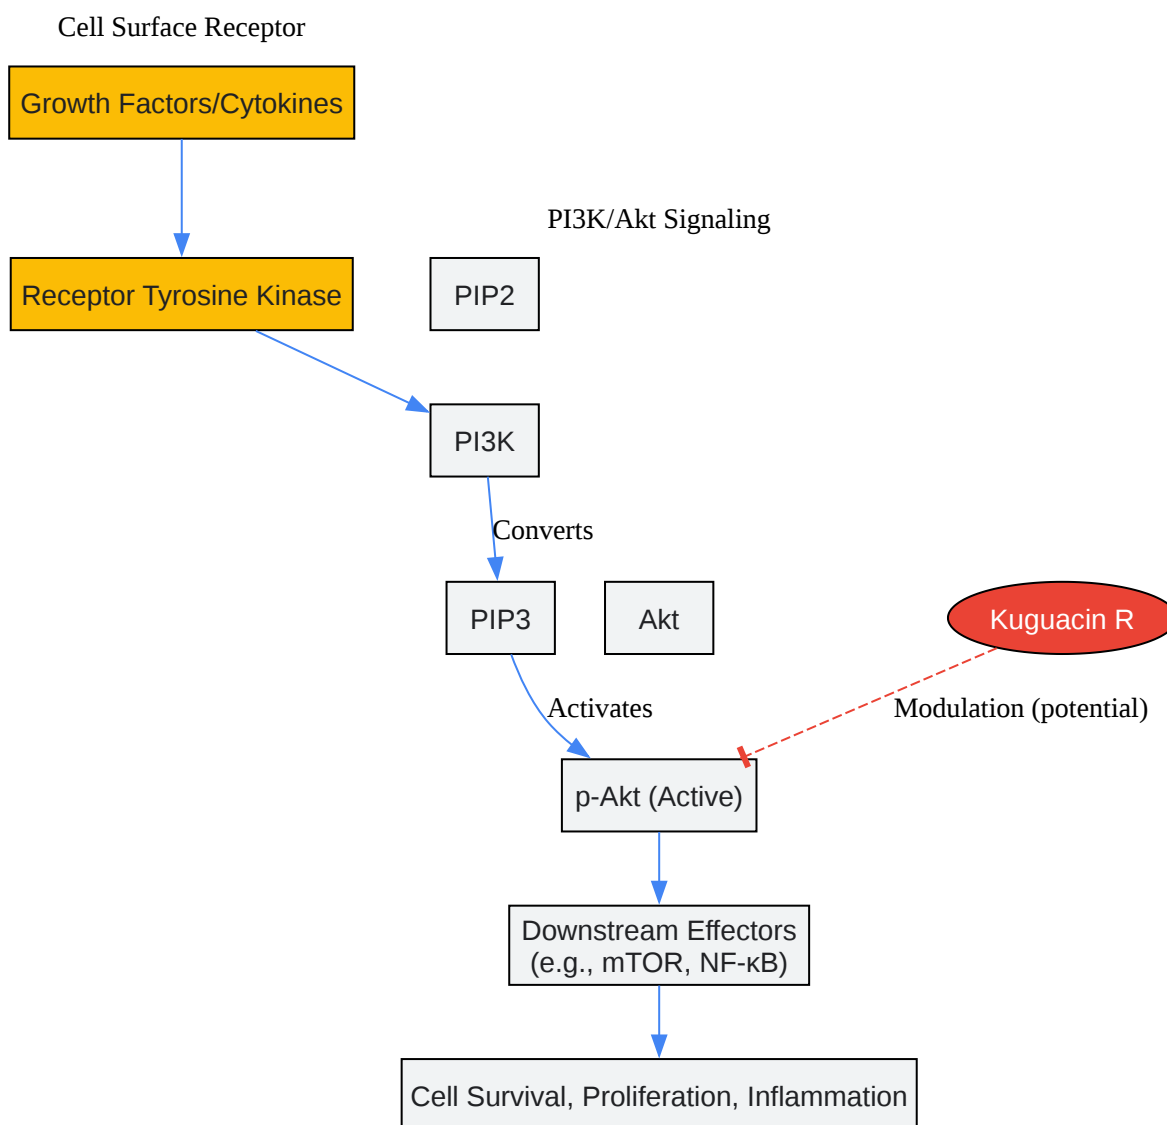 Cell Surface Receptor
Growth Factors/Cytokines
PI3K/Akt Signaling
Receptor Tyrosine Kinase
PIP2
PI3K
Converts
PIP3
Akt
Kuguacin R
Activates
Modulation (potential)
p-Akt (Active)
Downstream Effectors
(e.g., mTOR, NF-κB)
Cell Survival, Proliferation, Inflammation